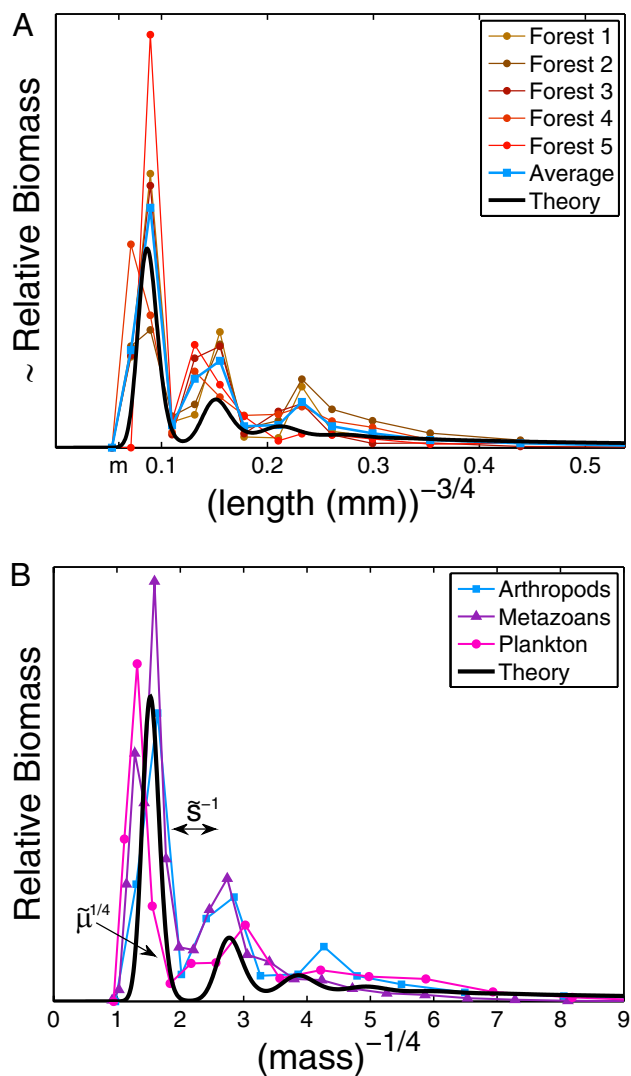 A
Forest 1
Forest 2
Forest 3
Forest 4
Forest 5
Average
Theory
~ Relative Biomass
m 0.1 0.2 0.3 0.4 0.5
(length (mm))⁻³/⁴
B
Arthropods
Metazoans
Plankton
Theory
Relative Biomass
s̃⁻¹
μ̃¹/⁴
0 1 2 3 4 5 6 7 8 9
(mass)⁻¹/⁴